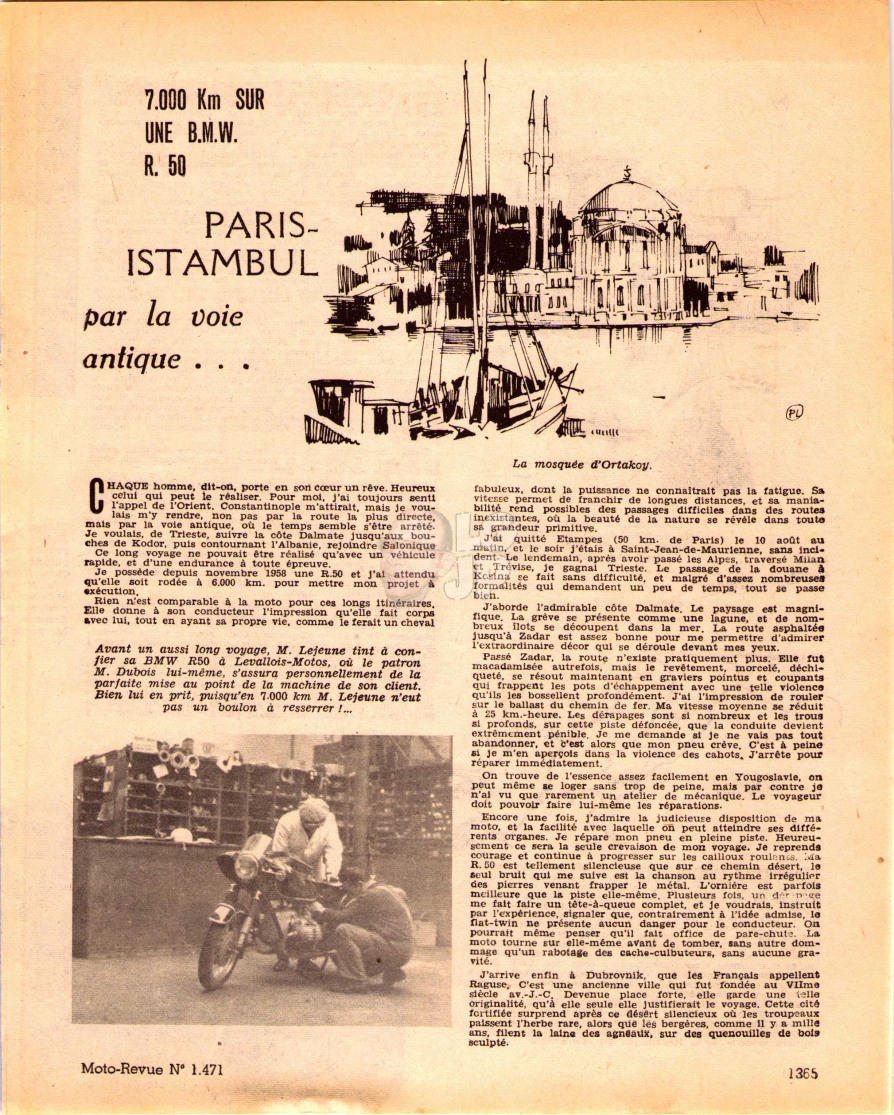 7.000 Km SUR
UNE B.M.W.
R. 50
PARIS-
ISTAMBUL
par la voie
antique . . .
PL
La mosquée d'Ortakoy.
CHAQUE homme, dit-on, porte en son cœur un rêve. Heureux
celui qui peut le réaliser. Pour moi, j'ai toujours senti
l'appel de l'Orient. Constantinople m'attirait, mais je vou-
lais m'y rendre, non pas par la route la plus directe,
mais par la voie antique, où le temps semble s'être arrêté.
Je voulais, de Trieste, suivre la côte Dalmate jusqu'aux bou-
ches de Kodor, puis contournant l'Albanie, rejoindre Salonique
Ce long voyage ne pouvait être réalisé qu'avec un véhicule
rapide, et d'une endurance à toute épreuve.
Je possède depuis novembre 1958 une R.50 et j'ai attendu
qu'elle soit rodée à 6.000 km. pour mettre mon projet à
exécution.
Rien n'est comparable à la moto pour ces longs itinéraires.
Elle donne à son conducteur l'impression qu'elle fait corps
avec lui, tout en ayant sa propre vie, comme le ferait un cheval
Avant un aussi long voyage, M. Lejeune tint à con-
fier sa BMW R50 à Levallois-Motos, où le patron
M. Dubois lui-même, s'assura personnellement de la
parfaite mise au point de la machine de son client.
Bien lui en prit, puisqu'en 7.000 km M. Lejeune n'eut
pas un boulon à resserrer !...
fabuleux, dont la puissance ne connaîtrait pas la fatigue. Sa
vitesse permet de franchir de longues distances, et sa mania-
bilité rend possibles des passages difficiles dans des routes
inexistantes, où la beauté de la nature se révèle dans toute
sa grandeur primitive.
J'ai quitté Etampes (50 km. de Paris) le 10 août au
matin, et le soir j'étais à Saint-Jean-de-Maurienne, sans inci-
dent. Le lendemain, après avoir passé les Alpes, traversé Milan
et Trévise, je gagnai Trieste. Le passage de la douane à
Kosina se fait sans difficulté, et malgré d'assez nombreuses
formalités qui demandent un peu de temps, tout se passe
bien.
J'aborde l'admirable côte Dalmate. Le paysage est magni-
fique. La grève se présente comme une lagune, et de nom-
breux îlots se découpent dans la mer. La route asphaltée
jusqu'à Zadar est assez bonne pour me permettre d'admirer
l'extraordinaire décor qui se déroule devant mes yeux.
Passé Zadar, la route n'existe pratiquement plus. Elle fut
macadamisée autrefois, mais le revêtement, morcelé, déchi-
queté, se résout maintenant en graviers pointus et coupants
qui frappent les pots d'échappement avec une telle violence
qu'ils les bossellent profondément. J'ai l'impression de rouler
sur le ballast du chemin de fer. Ma vitesse moyenne se réduit
à 25 km.-heure. Les dérapages sont si nombreux et les trous
si profonds, sur cette piste défoncée, que la conduite devient
extrêmement pénible. Je me demande si je ne vais pas tout
abandonner, et c'est alors que mon pneu crève. C'est à peine
si je m'en aperçois dans la violence des cahots. J'arrête pour
réparer immédiatement.
On trouve de l'essence assez facilement en Yougoslavie, on
peut même se loger sans trop de peine, mais par contre je
n'ai vu que rarement un atelier de mécanique. Le voyageur
doit pouvoir faire lui-même les réparations.
Encore une fois, j'admire la judicieuse disposition de ma
moto, et la facilité avec laquelle on peut atteindre ses diffé-
rents organes. Je répare mon pneu en pleine piste. Heureu-
sement ce sera la seule crevaison de mon voyage. Je reprends
courage et continue à progresser sur les cailloux roulants. Ma
R.50 est tellement silencieuse que sur ce chemin désert, le
seul bruit qui me suive est la chanson au rythme irrégulier
des pierres venant frapper le métal. L'ornière est parfois
meilleure que la piste elle-même. Plusieurs fois, un dérapage
me fait faire un tête-à-queue complet, et je voudrais, instruit
par l'expérience, signaler que, contrairement à l'idée admise, le
flat-twin ne présente aucun danger pour le conducteur. On
pourrait même penser qu'il fait office de pare-chute. La
moto tourne sur elle-même avant de tomber, sans autre dom-
mage qu'un rabotage des cache-culbuteurs, sans aucune gra-
vité.
J'arrive enfin à Dubrovnik, que les Français appellent
Raguse. C'est une ancienne ville qui fut fondée au VIIme
siècle av.-J.-C. Devenue place forte, elle garde une telle
originalité, qu'à elle seule elle justifierait le voyage. Cette cité
fortifiée surprend après ce désert silencieux où les troupeaux
paissent l'herbe rare, alors que les bergères, comme il y a mille
ans, filent la laine des agneaux, sur des quenouilles de bois
sculpté.
Moto-Revue N° 1.471
1365